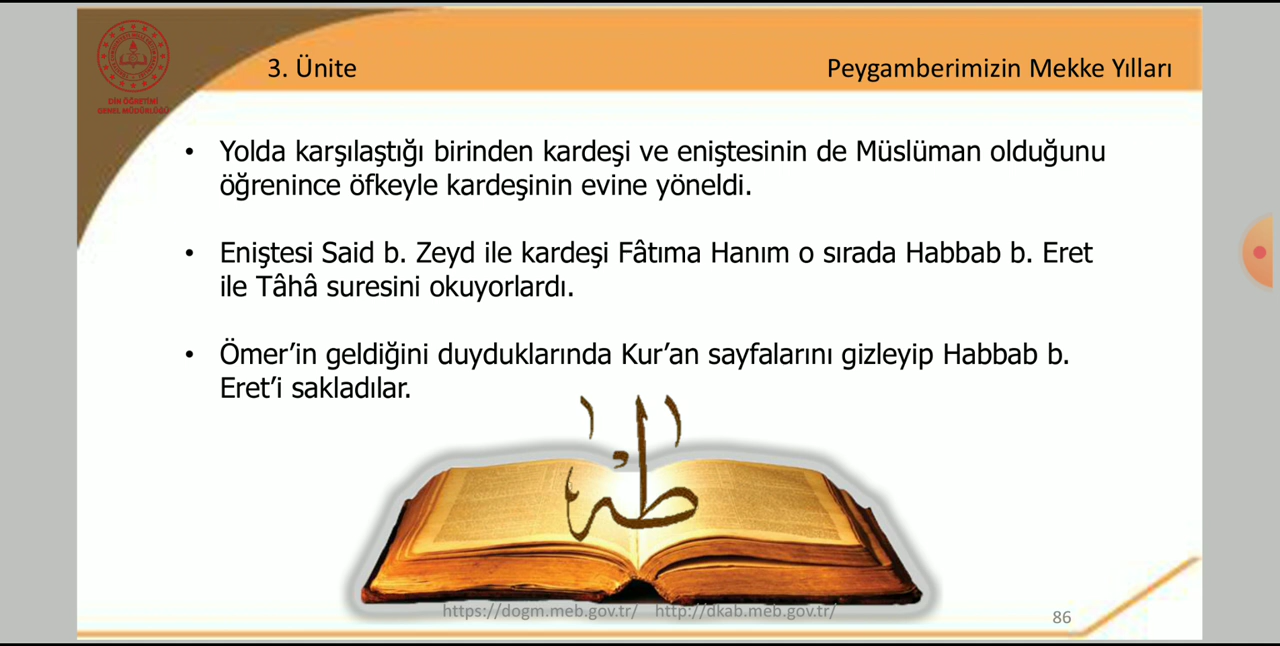 DİN ÖĞRETİMİ
GENEL MÜDÜRLÜĞÜ
3. Ünite
Peygamberimizin Mekke Yılları
• Yolda karşılaştığı birinden kardeşi ve eniştesinin de Müslüman olduğunu
öğrenince öfkeyle kardeşinin evine yöneldi.
• Eniştesi Said b. Zeyd ile kardeşi Fâtıma Hanım o sırada Habbab b. Eret
ile Tâhâ suresini okuyorlardı.
• Ömer’in geldiğini duyduklarında Kur’an sayfalarını gizleyip Habbab b.
Eret’i sakladılar.
طه
https://dogm.meb.gov.tr/ http://dkab.meb.gov.tr/
86